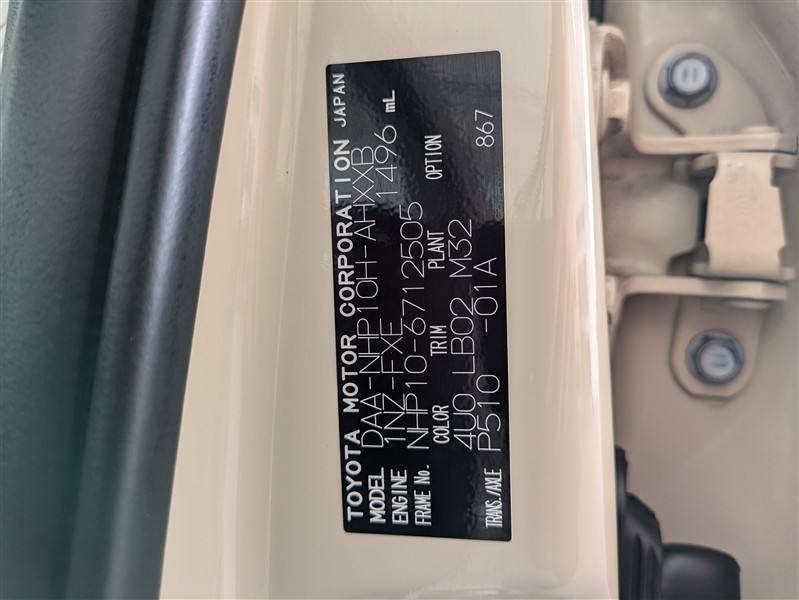 TOYOTA MOTOR CORPORATION JAPAN
MODEL DAA-NHP10H-AHXXB
ENGINE 1NZ-FXE 1496 mL
FRAME No. NHP10-6712505
COLOR TRIM PLANT OPTION
4U0 LB02 M32
TRANS./AXLE P510 -01A 867